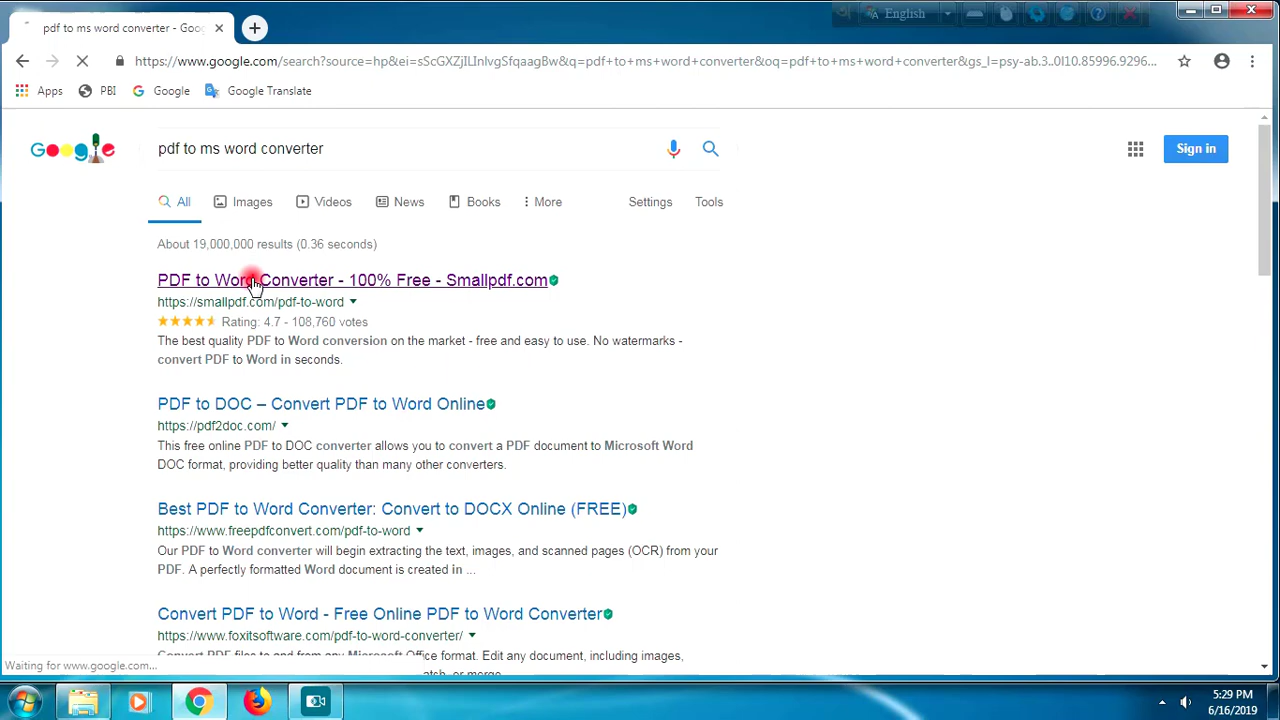 English
pdf to ms word converter - Goo
https://www.google.com/search?source=hp&ei=sScGXZjILInlvgSfqaagBw&q=pdf+to+ms+word+converter&oq=pdf+to+ms+word+converter&gs_l=psy-ab.3..0l10.85996.9296...
Apps
PBI
Google
Google Translate
Google
pdf to ms word converter
Sign in
All
Images
Videos
News
Books
More
Settings
Tools
About 19,000,000 results (0.36 seconds)
PDF to Word Converter - 100% Free - Smallpdf.com
https://smallpdf.com/pdf-to-word
Rating: 4.7 - 108,760 votes
The best quality PDF to Word conversion on the market - free and easy to use. No watermarks -
convert PDF to Word in seconds.
PDF to DOC – Convert PDF to Word Online
https://pdf2doc.com/
This free online PDF to DOC converter allows you to convert a PDF document to Microsoft Word
DOC format, providing better quality than many other converters.
Best PDF to Word Converter: Convert to DOCX Online (FREE)
https://www.freepdfconvert.com/pdf-to-word
Our PDF to Word converter will begin extracting the text, images, and scanned pages (OCR) from your
PDF. A perfectly formatted Word document is created in ...
Convert PDF to Word - Free Online PDF to Word Converter
https://www.foxitsoftware.com/pdf-to-word-converter/
Convert PDF files to and from any Microsoft Office format. Edit any document, including images,
or merge
Waiting for www.google.com...
5:29 PM
6/16/2019